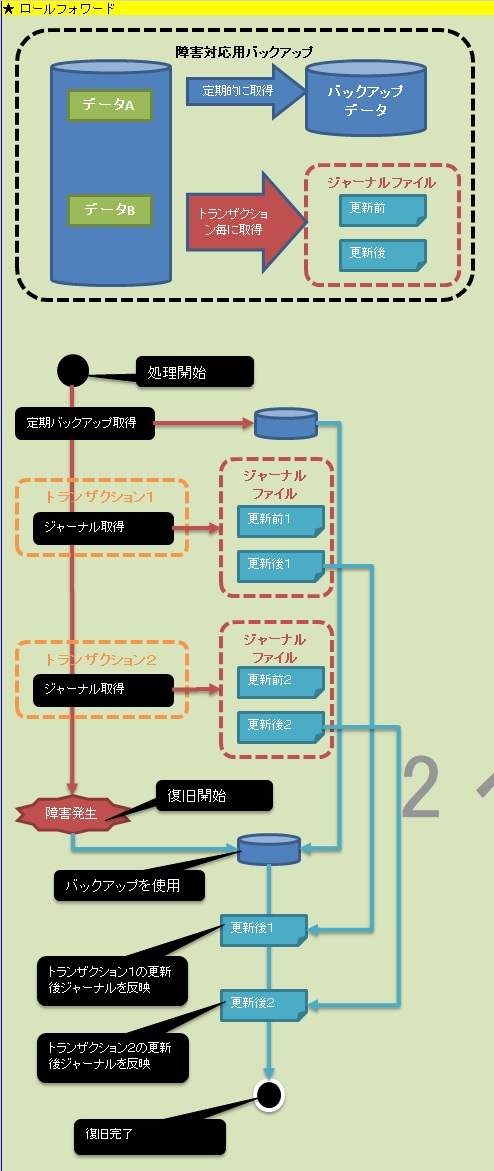 ★ ロールフォワード
障害対応用バックアップ
データA
定期的に取得
バックアップ
データ
データB
トランザクショ
ン毎に取得
ジャーナルファイル
更新前
更新後
処理開始
定期バックアップ取得
トランザクション1
ジャーナル取得
ジャーナル
ファイル
更新前1
更新後1
トランザクション2
ジャーナル取得
ジャーナル
ファイル
更新前2
更新後2
2
復旧開始
障害発生
バックアップを使用
更新後1
トランザクション1の更新
後ジャーナルを反映
更新後2
トランザクション2の更新
後ジャーナルを反映
復旧完了